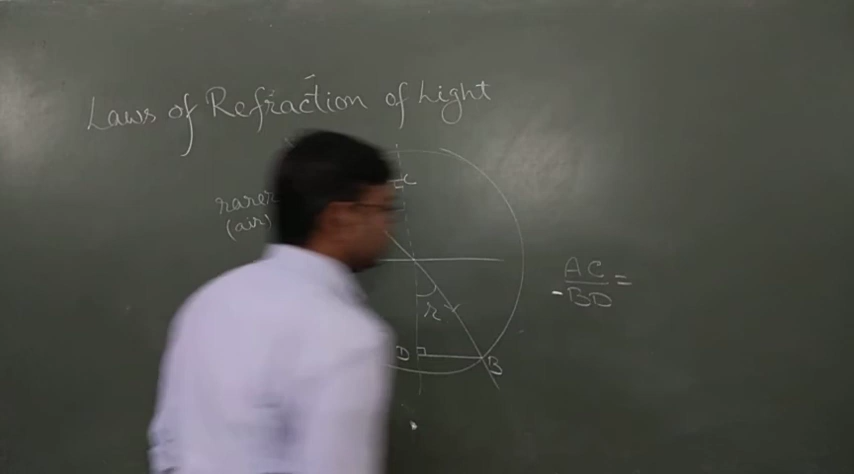 Laws of Refraction of Light
C
rarer
(air)
AC
BD
=
r
D
B